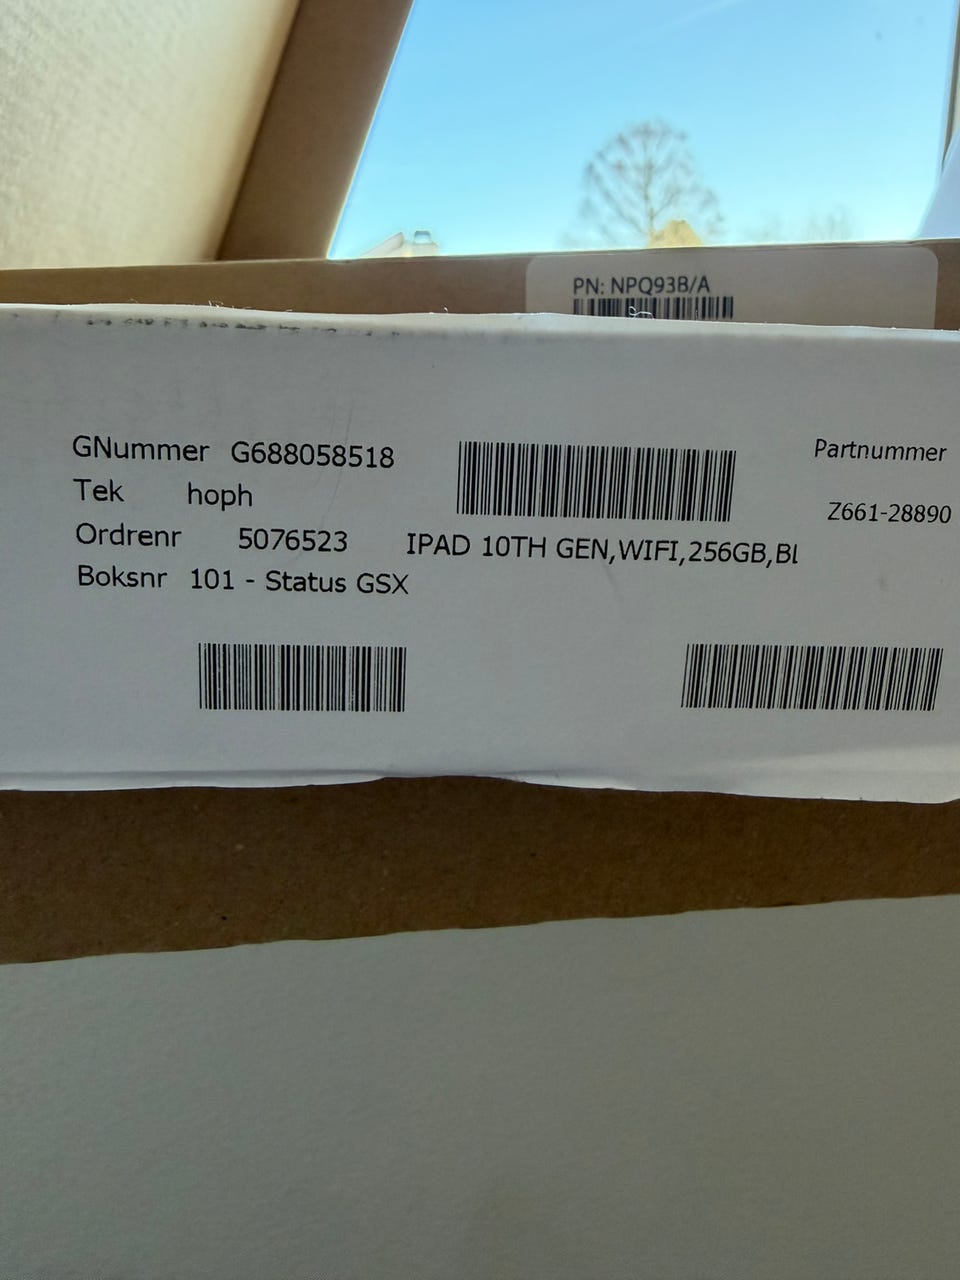 PN: NPQ93B/A
GNummer G688058518
Partnummer
Tek hoph
Z661-28890
Ordrenr 5076523 IPAD 10TH GEN,WIFI,256GB,Bl
Boksnr 101 - Status GSX